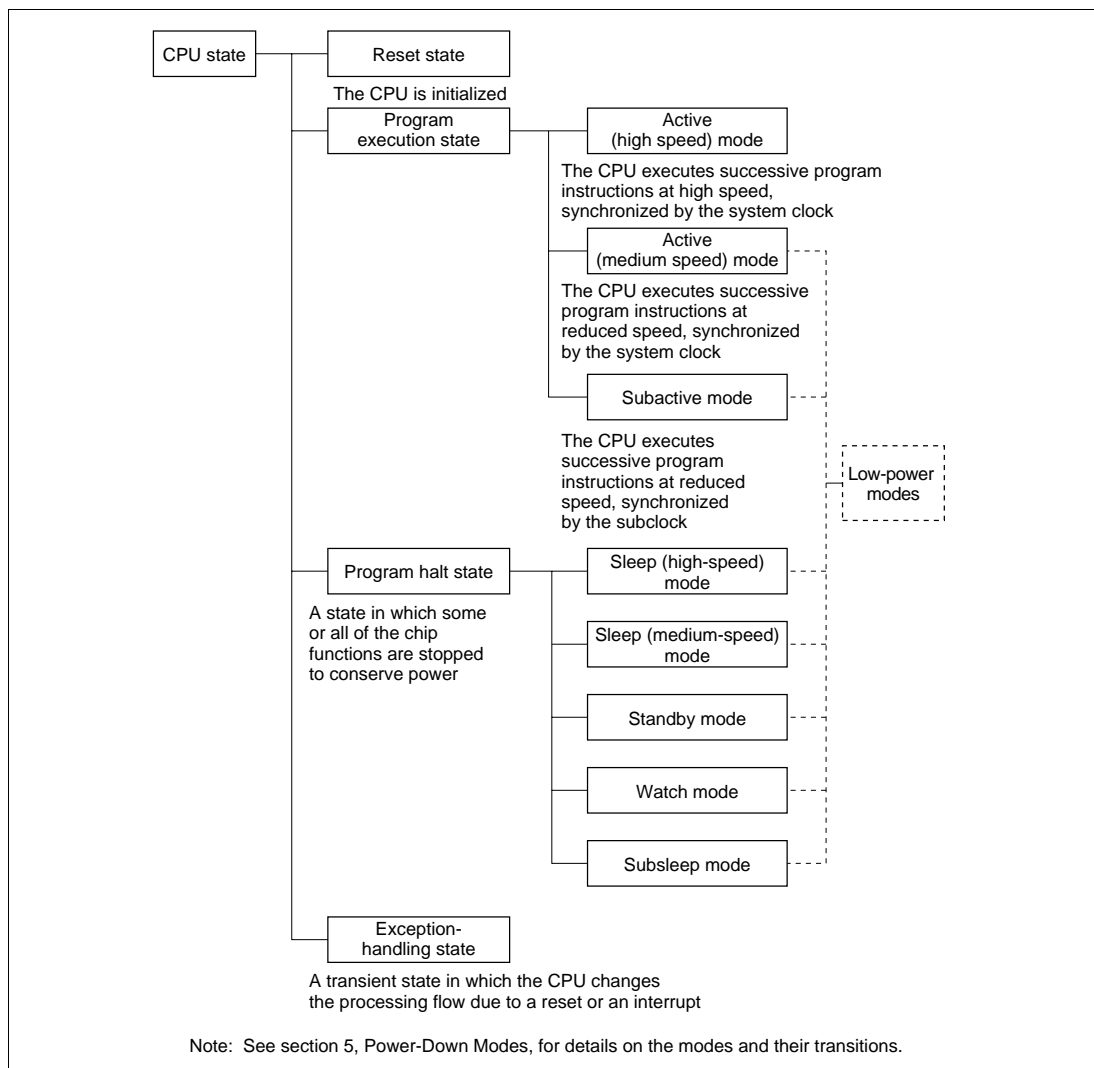 CPU state
Reset state
The CPU is initialized
Program
execution state
Active
(high speed) mode
The CPU executes successive program
instructions at high speed,
synchronized by the system clock
Active
(medium speed) mode
The CPU executes successive
program instructions at
reduced speed, synchronized
by the system clock
Subactive mode
The CPU executes
successive program
instructions at reduced
speed, synchronized
by the subclock
Low-power
modes
Program halt state
A state in which some
or all of the chip
functions are stopped
to conserve power
Sleep (high-speed)
mode
Sleep (medium-speed)
mode
Standby mode
Watch mode
Subsleep mode
Exception-
handling state
A transient state in which the CPU changes
the processing flow due to a reset or an interrupt
Note: See section 5, Power-Down Modes, for details on the modes and their transitions.